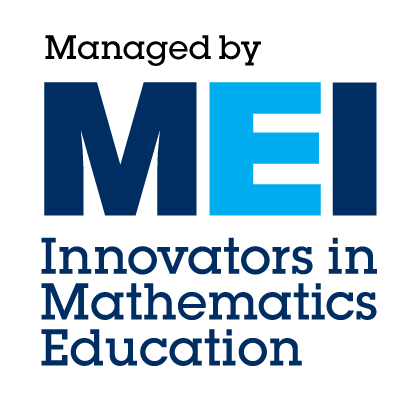 Managed by
MEI
Innovators in
Mathematics
Education